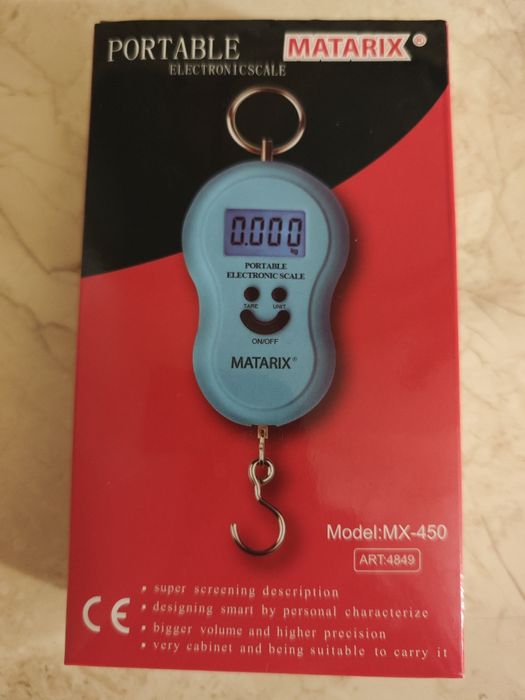 PORTABLE
ELECTRONICSCALE
MATARIX®
0.000
kg
PORTABLE
ELECTRONIC SCALE
TARE UNIT
ON/OFF
MATARIX®
Model:MX-450
ART:4849
CE
• super screening description
• designing smart by personal characterize
• bigger volume and higher precision
• very cabinet and being suitable to carry it